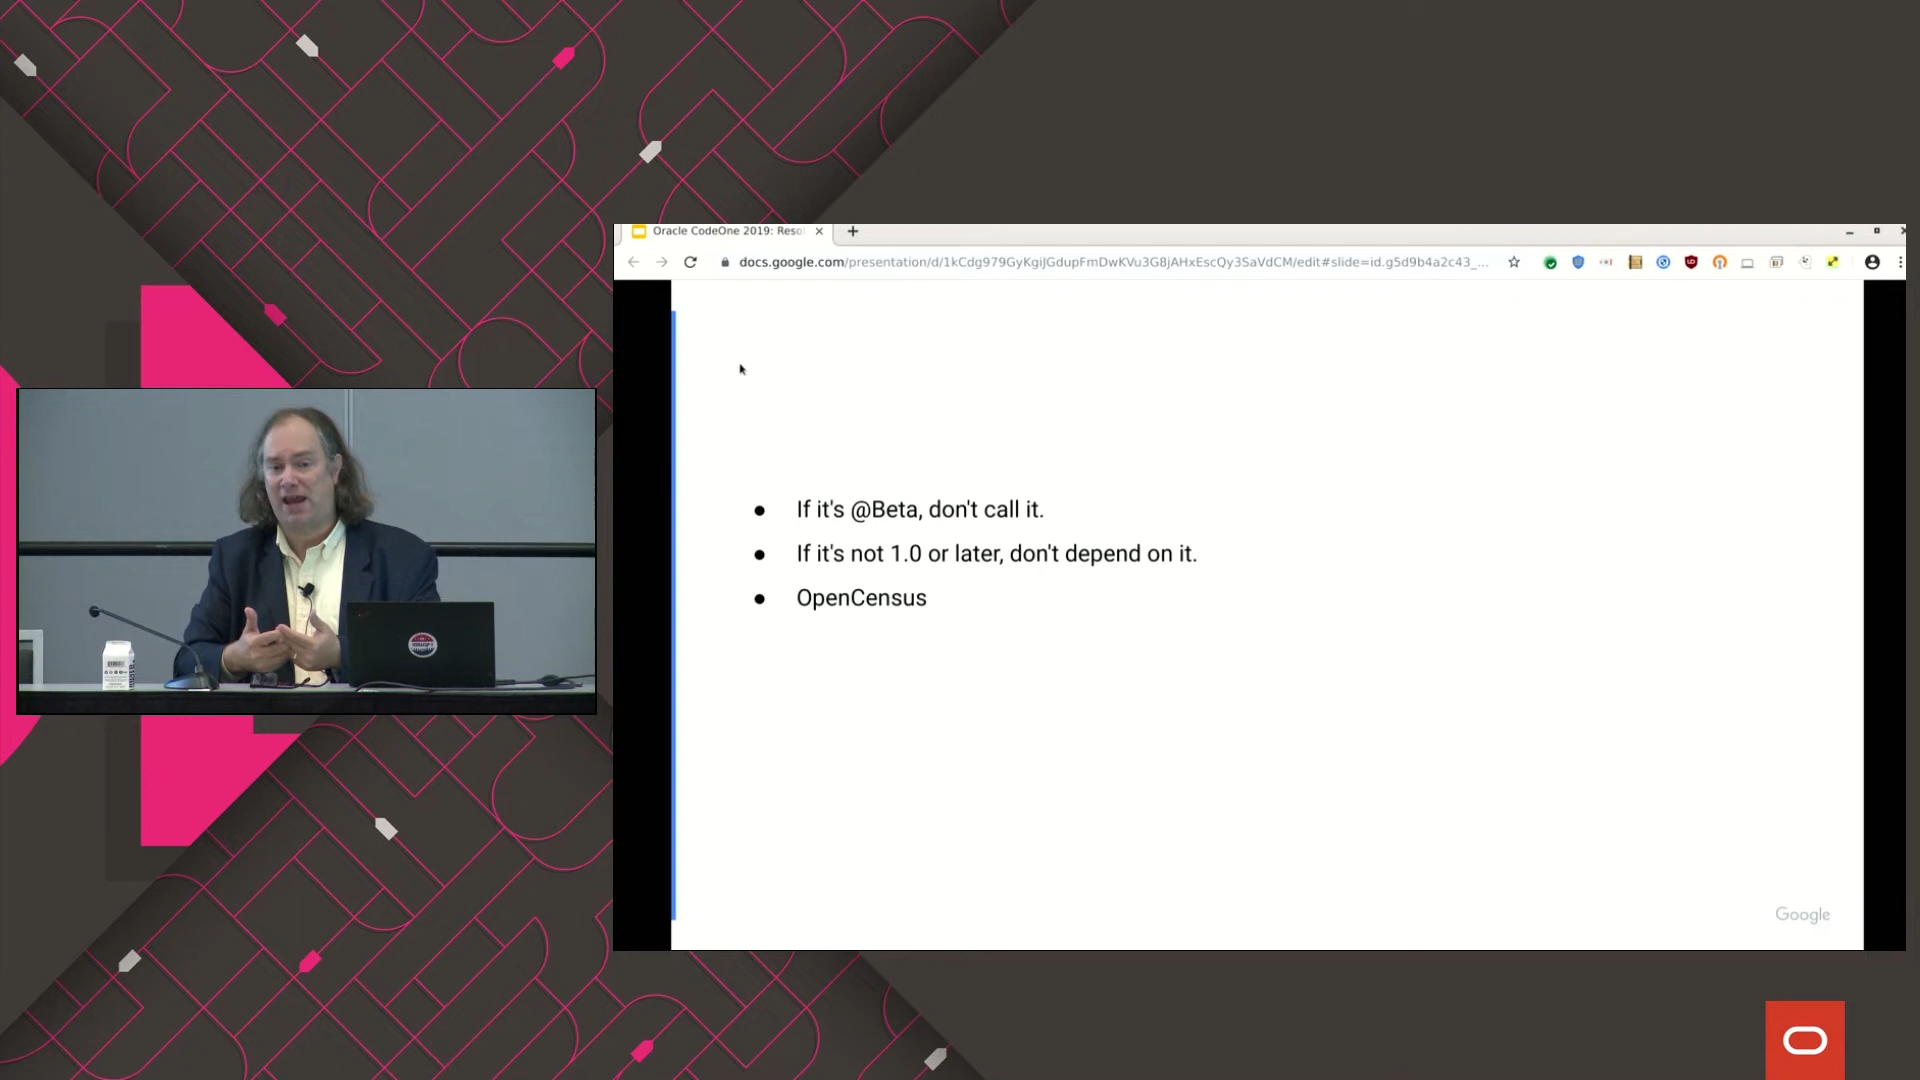 Oracle CodeOne 2019: Reso
docs.google.com/presentation/d/1kCdg979GyKgiJGdupFmDwKVu3G8jAHxEscQy3SaVdCM/edit#slide=id.g5d9b4a2c43_...
● If it's @Beta, don't call it.
● If it's not 1.0 or later, don't depend on it.
● OpenCensus
Google